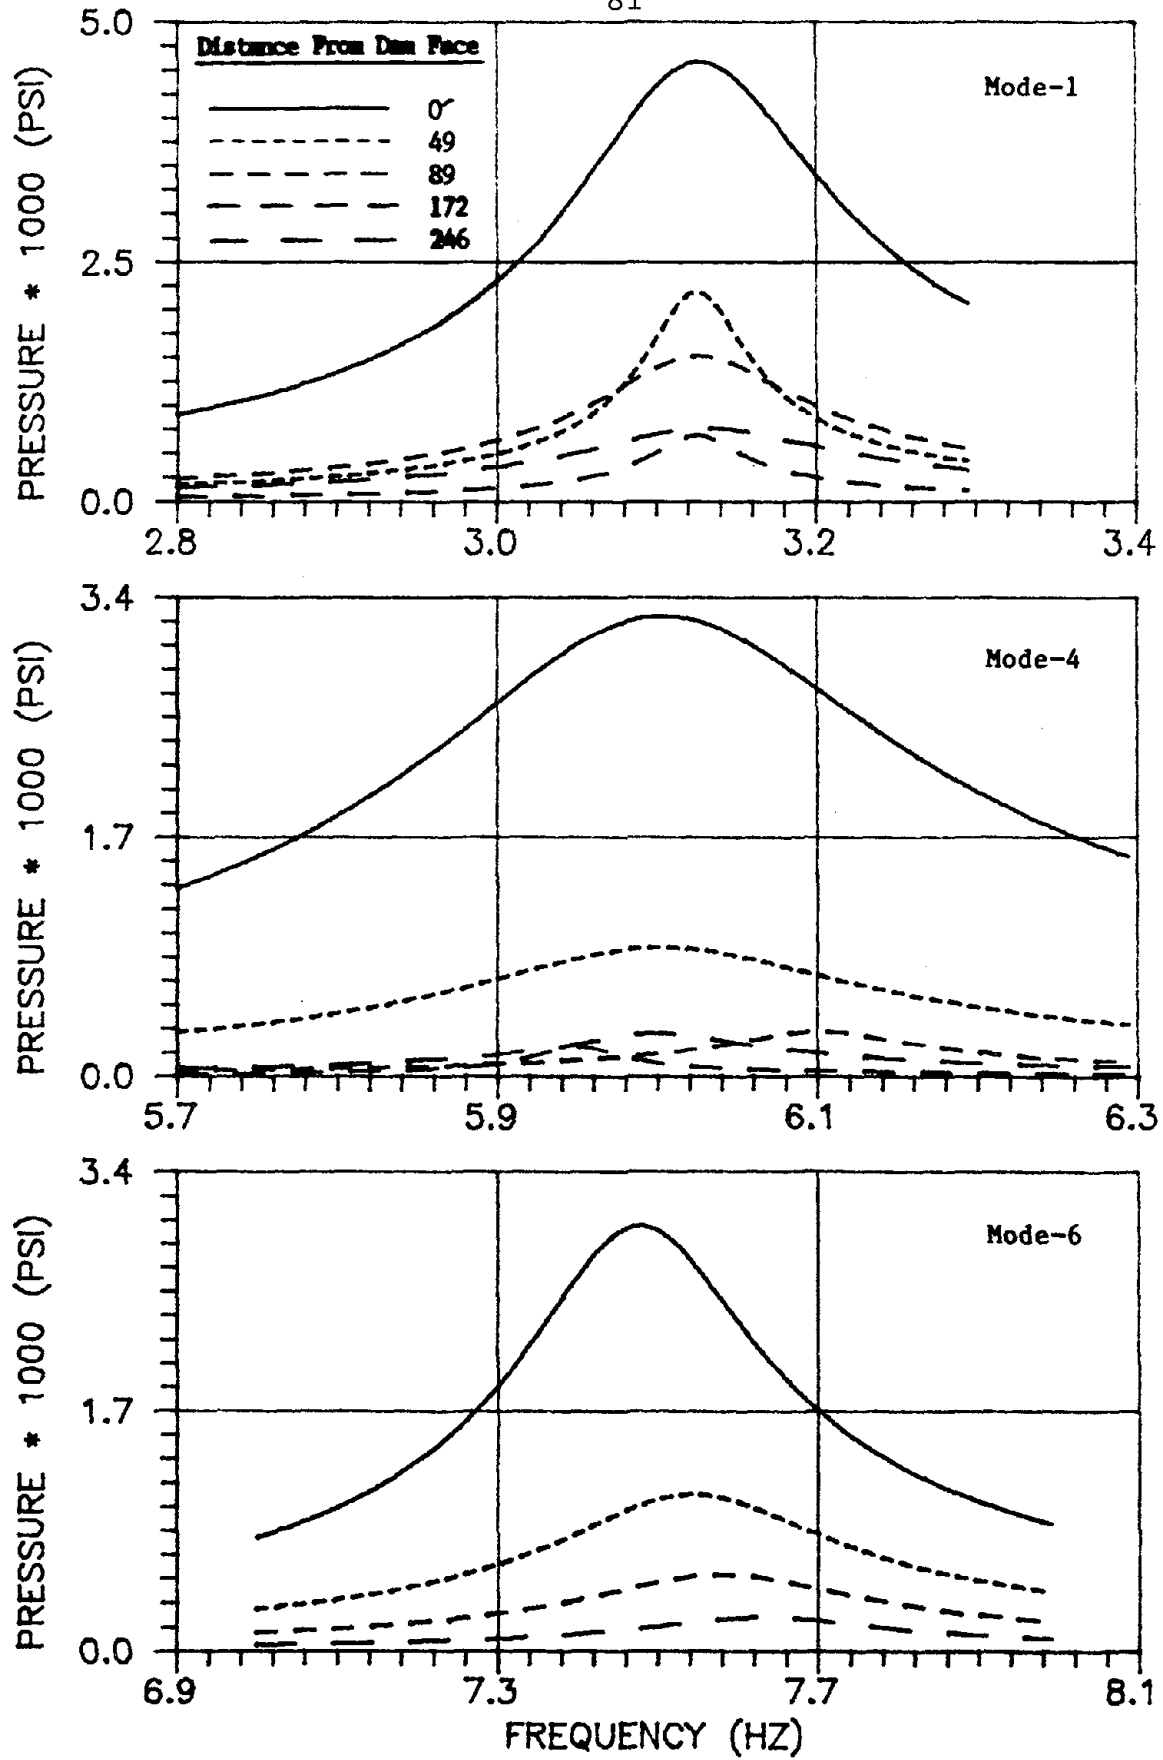 81
5.0
Distance From Dam Face
Mode-1
0'
49
89
172
246
2.5
0.0
PRESSURE * 1000 (PSI)
2.8 3.0 3.2 3.4
3.4
Mode-4
1.7
0.0
PRESSURE * 1000 (PSI)
5.7 5.9 6.1 6.3
3.4
Mode-6
1.7
0.0
PRESSURE * 1000 (PSI)
6.9 7.3 7.7 8.1
FREQUENCY (HZ)